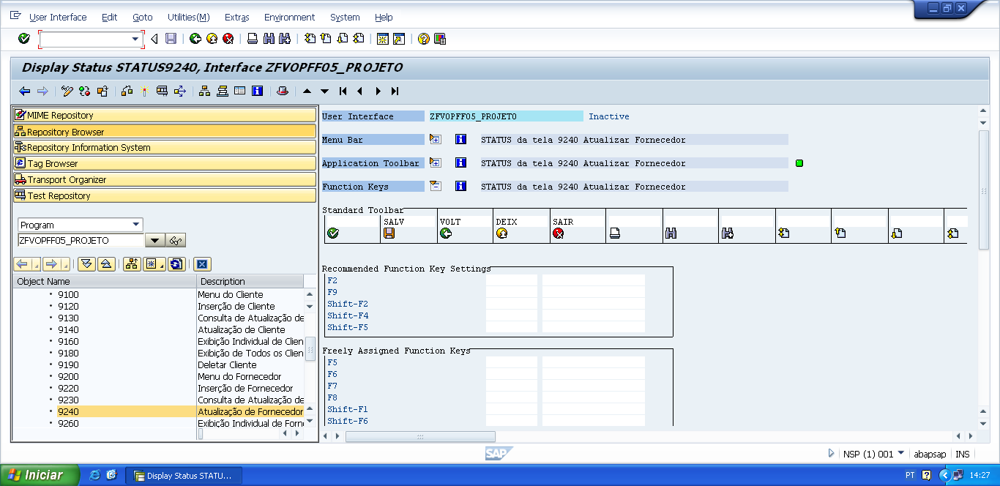 User Interface Edit Goto Utilities(M) Extras Environment System Help
Display Status STATUS9240, Interface ZFVOPFF05_PROJETO
MIME Repository
Repository Browser
Repository Information System
Tag Browser
Transport Organizer
Test Repository
Program
ZFVOPFF05_PROJETO
Object Name Description
9100 Menu do Cliente
9120 Inserção de Cliente
9130 Consulta de Atualização de
9140 Atualização de Cliente
9160 Exibição Individual de Clien
9180 Exibição de Todos os Clien
9190 Deletar Cliente
9200 Menu do Fornecedor
9220 Inserção de Fornecedor
9230 Consulta de Atualização de
9240 Atualização de Fornecedor
9260 Exibição Individual de Forn
User Interface ZFVOPFF05_PROJETO Inactive
Menu Bar STATUS da tela 9240 Atualizar Fornecedor
Application Toolbar STATUS da tela 9240 Atualizar Fornecedor
Function Keys STATUS da tela 9240 Atualizar Fornecedor
Standard Toolbar
SALV VOLT DEIX SAIR
Recommended Function Key Settings
F2
F9
Shift-F2
Shift-F4
Shift-F5
Freely Assigned Function Keys
F5
F6
F7
F8
Shift-F1
Shift-F6
SAP
NSP (1) 001 abapsap INS
Iniciar Display Status STATU... PT 14:27